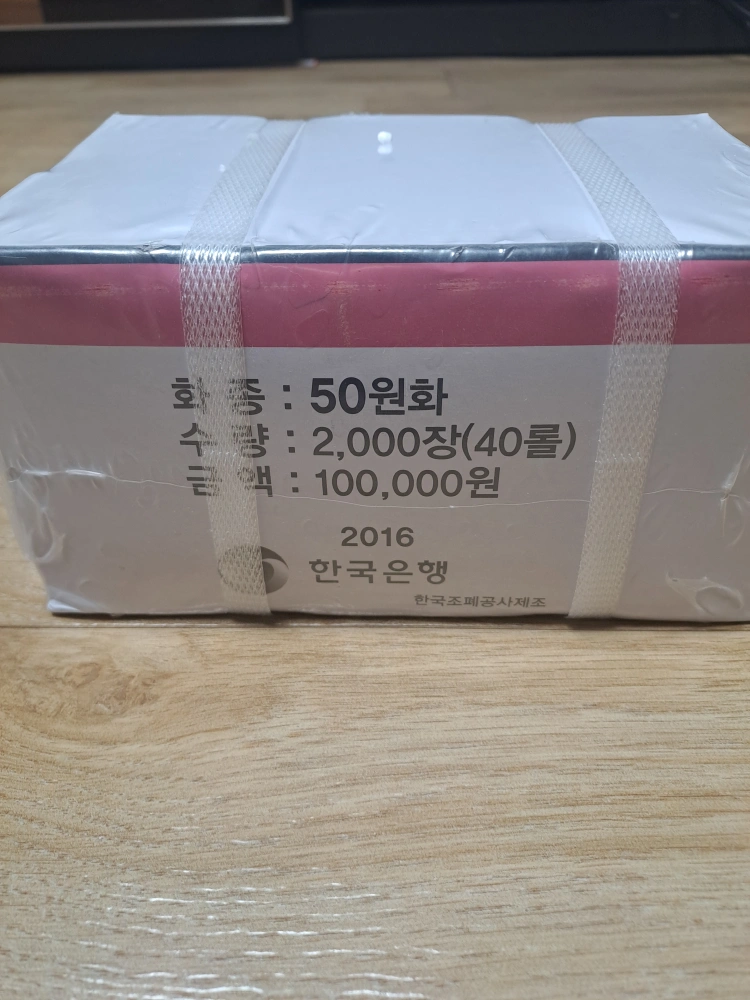 화 종 : 50원화
수 량 : 2,000장(40롤)
금 액 : 100,000원
2016
한국은행
한국조폐공사제조